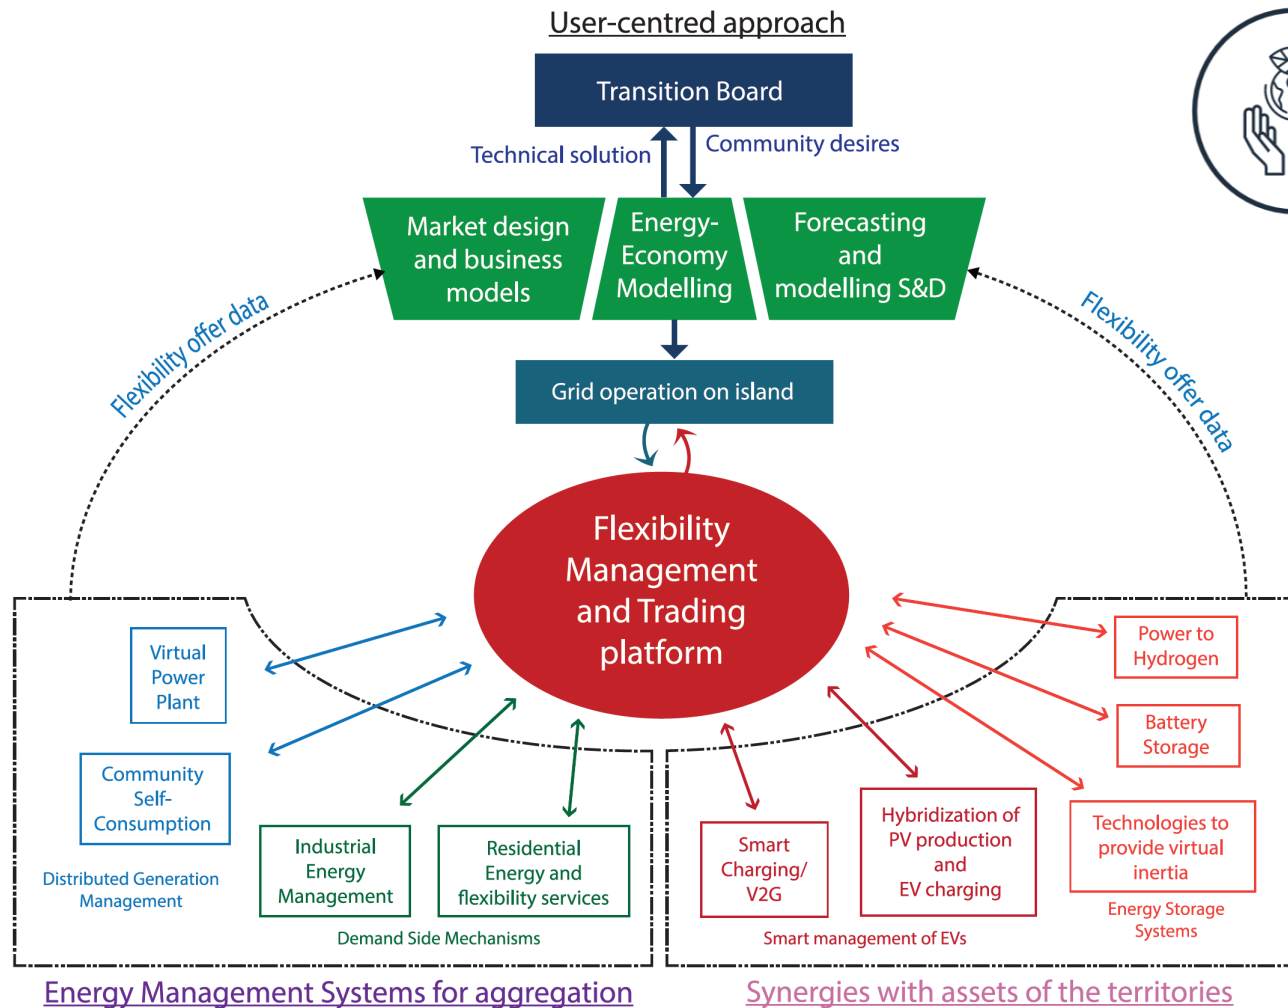 User-centred approach
Transition Board
Technical solution
Community desires
Market design
and business
models
Energy-
Economy
Modelling
Forecasting
and
modelling S&D
Flexibility offer data
Flexibility offer data
Grid operation on island
Flexibility
Management
and Trading
platform
Virtual
Power
Plant
Community
Self-
Consumption
Distributed Generation
Management
Industrial
Energy
Management
Residential
Energy and
flexibility services
Demand Side Mechanisms
Smart
Charging/
V2G
Hybridization of
PV production
and
EV charging
Smart management of EVs
Power to
Hydrogen
Battery
Storage
Technologies to
provide virtual
inertia
Energy Storage
Systems
Energy Management Systems for aggregation
Synergies with assets of the territories